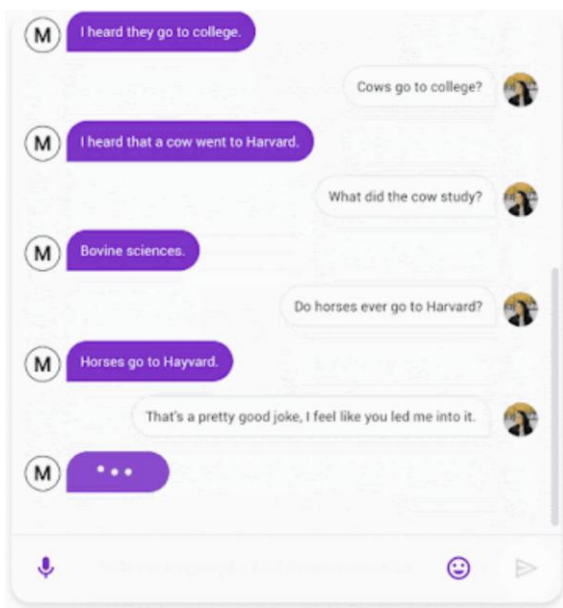 M I heard they go to college.
Cows go to college?
M I heard that a cow went to Harvard.
What did the cow study?
M Bovine sciences.
Do horses ever go to Harvard?
M Horses go to Hayvard.
That's a pretty good joke, I feel like you led me into it.
M